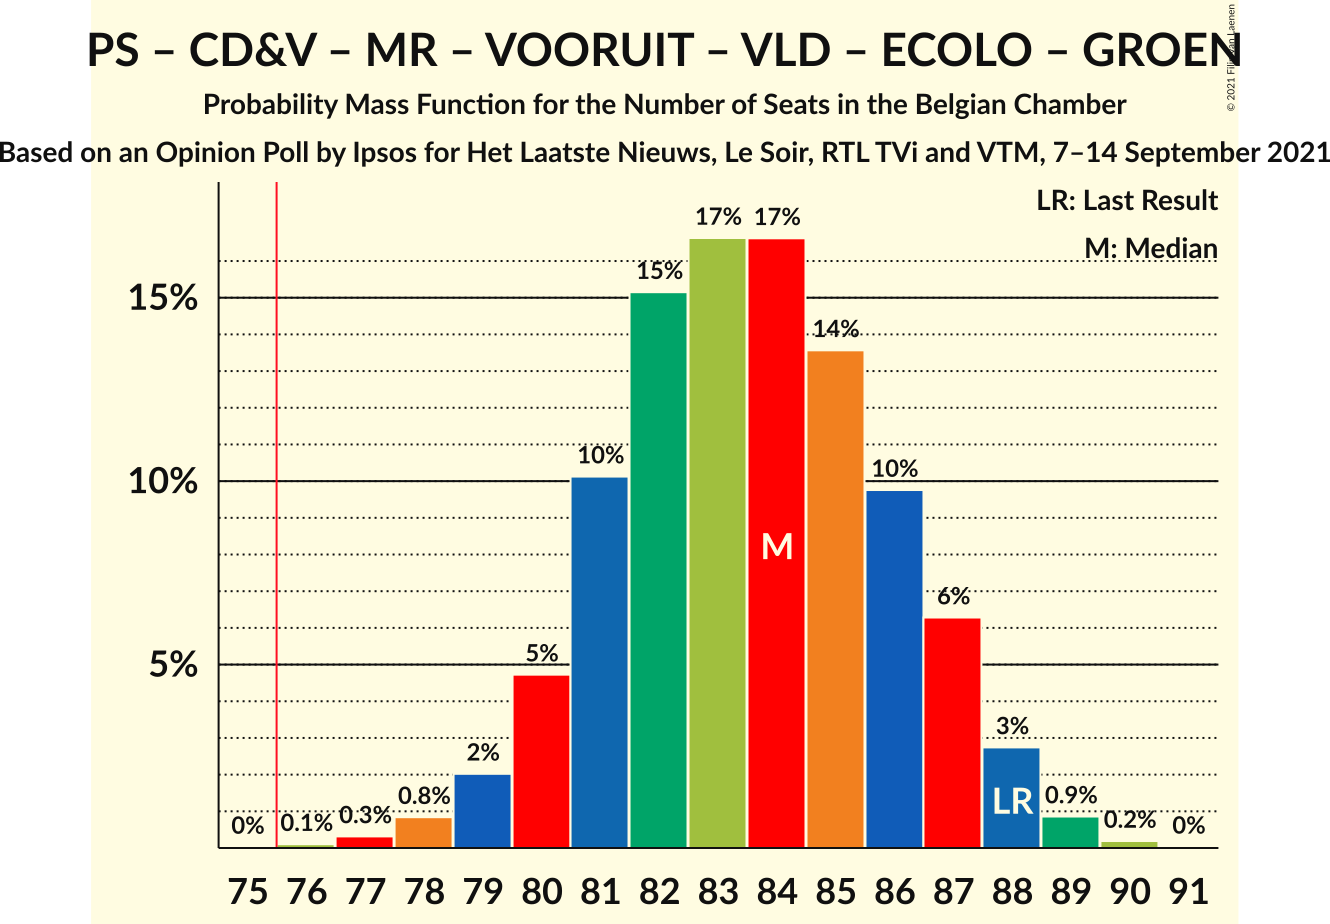 PS – CD&V – MR – VOORUIT – VLD – ECOLO – GROEN
Probability Mass Function for the Number of Seats in the Belgian Chamber
Based on an Opinion Poll by Ipsos for Het Laatste Nieuws, Le Soir, RTL TVi and VTM, 7–14 September 2021
© 2021 Filip van Laenen
LR: Last Result
M: Median
17% 17%
15%
15%
14%
10%
10%
10%
M
6%
5%
5%
3%
2%
LR
0.8%
0.9%
0% 0.1% 0.3%
0.2% 0%
75 76 77 78 79 80 81 82 83 84 85 86 87 88 89 90 91